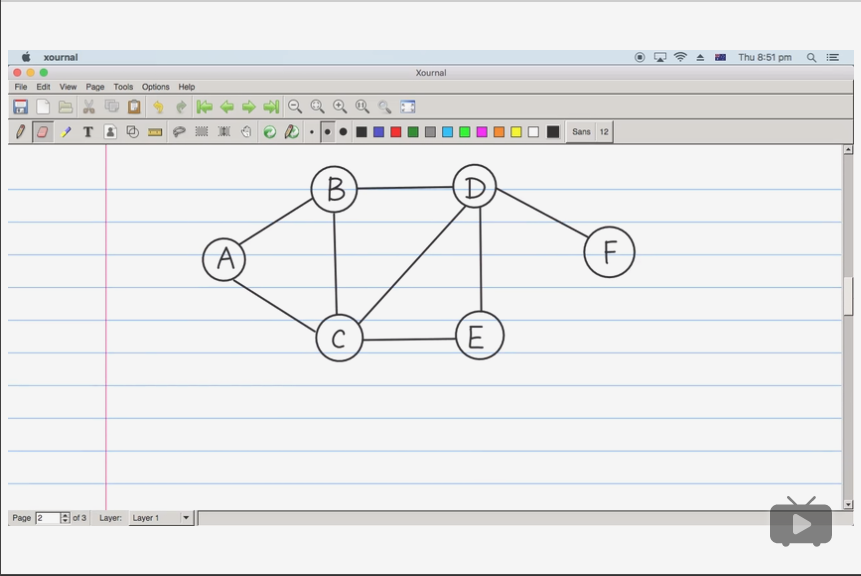 xournal
Thu 8:51 pm
Xournal
File Edit View Page Tools Options Help
T
Sans 12
B D
A F
C E
Page 2 of 3 Layer: Layer 1